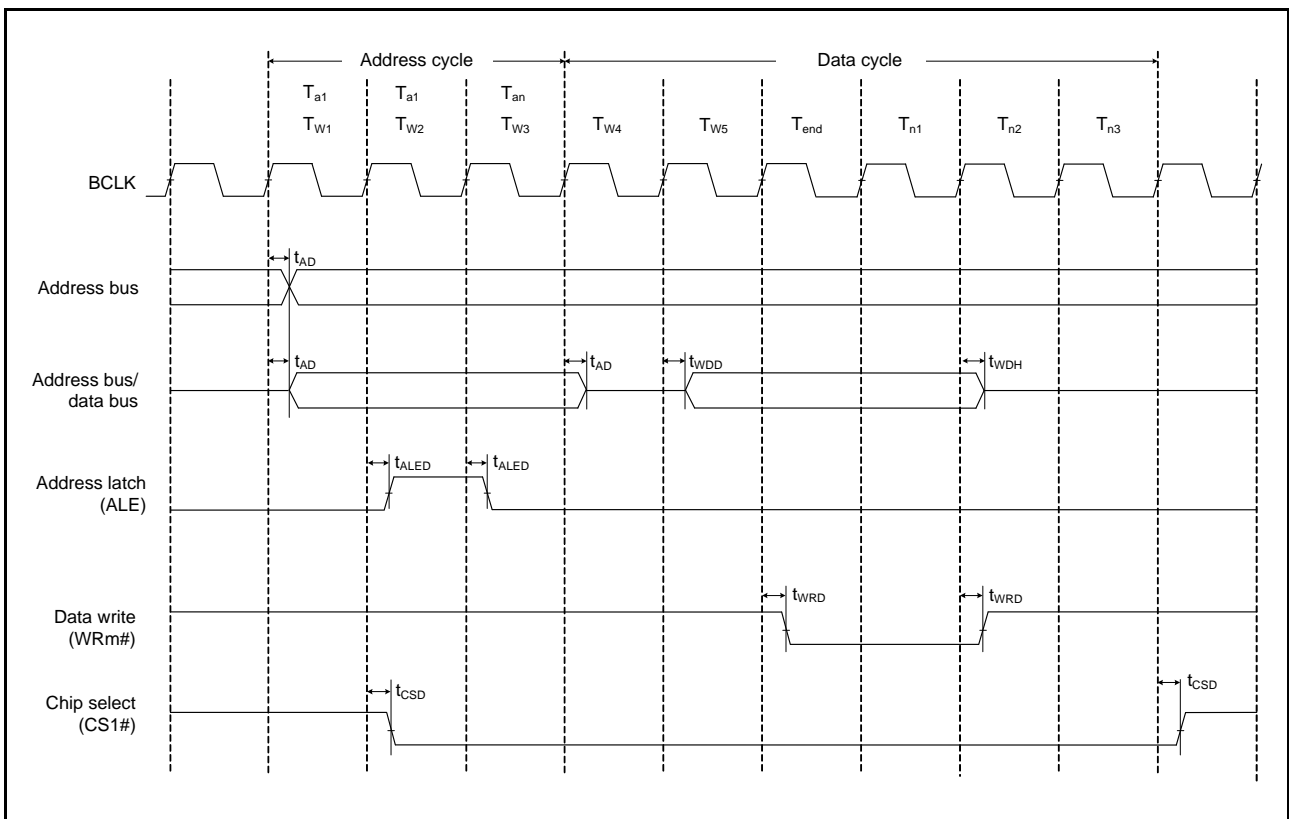 Address cycle Data cycle
Ta1 Ta1 Tan
TW1 TW2 TW3 TW4 TW5 Tend Tn1 Tn2 Tn3
BCLK
tAD
Address bus
tAD tAD tWDD tWDH
Address bus/
data bus
tALED tALED
Address latch
(ALE)
tWRD tWRD
Data write
(WRm#)
tCSD tCSD
Chip select
(CS1#)